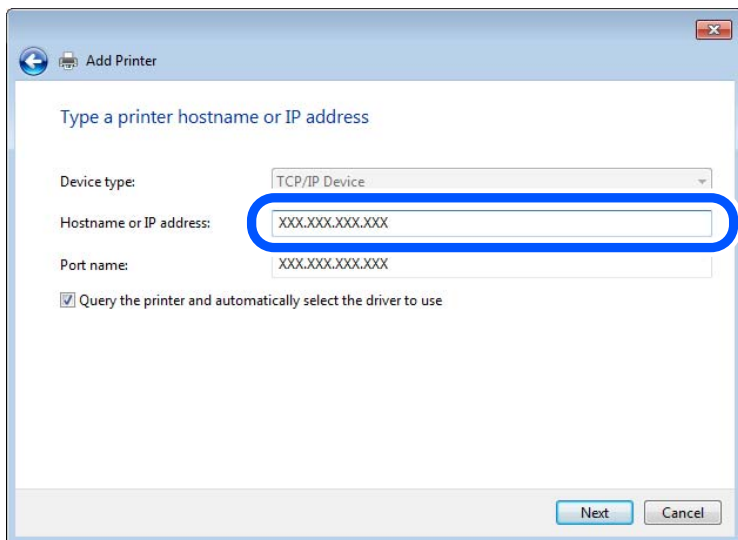 Add Printer
Type a printer hostname or IP address
Device type: TCP/IP Device
Hostname or IP address: XXX.XXX.XXX.XXX
Port name: XXX.XXX.XXX.XXX
Query the printer and automatically select the driver to use
Next Cancel